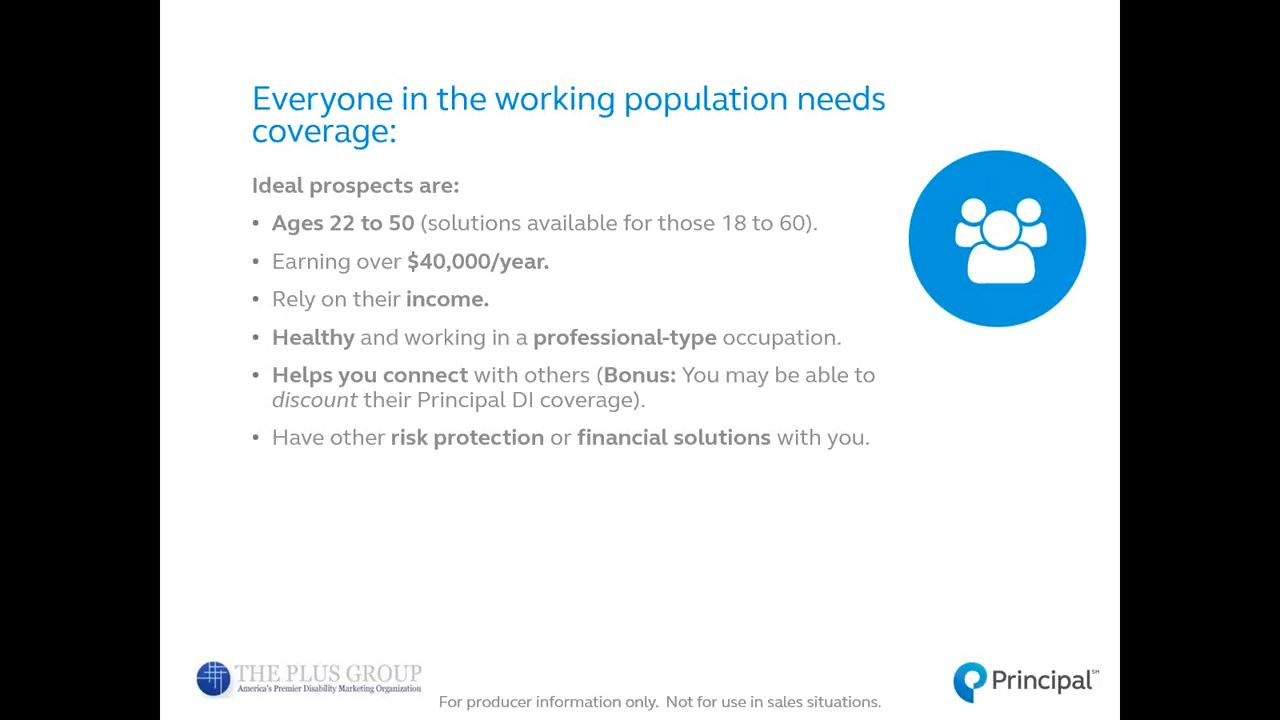 Everyone in the working population needs
coverage:
Ideal prospects are:
• Ages 22 to 50 (solutions available for those 18 to 60).
• Earning over $40,000/year.
• Rely on their income.
• Healthy and working in a professional-type occupation.
• Helps you connect with others (Bonus: You may be able to
discount their Principal DI coverage).
• Have other risk protection or financial solutions with you.
THE PLUS GROUP
America's Premier Disability Marketing Organization
For producer information only. Not for use in sales situations.
Principal℠